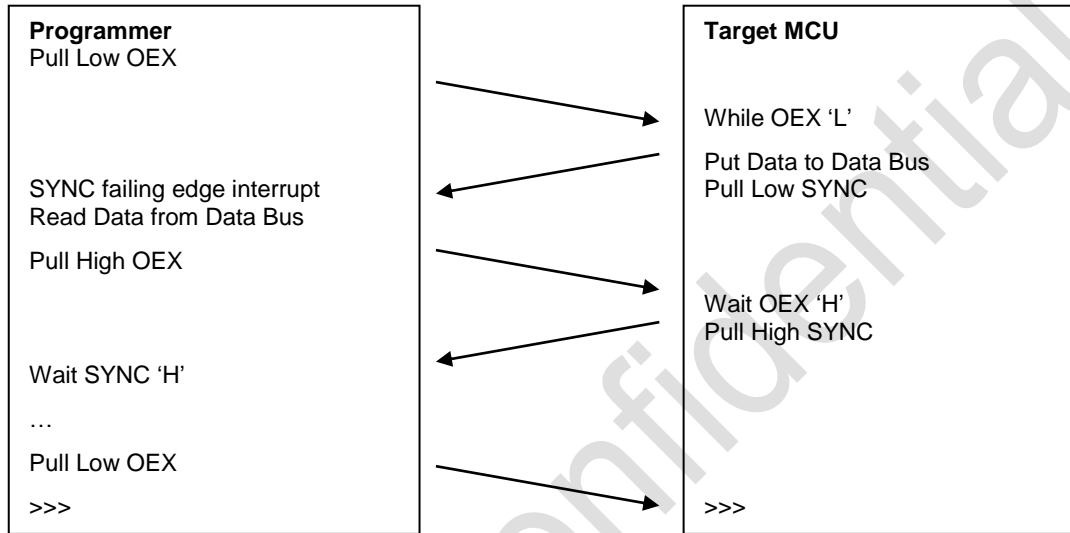 Programmer
Pull Low OEX
SYNC failing edge interrupt
Read Data from Data Bus
Pull High OEX
Wait SYNC ‘H’
…
Pull Low OEX
>>>
Target MCU
While OEX ‘L’
Put Data to Data Bus
Pull Low SYNC
Wait OEX ‘H’
Pull High SYNC
>>>
onfidential